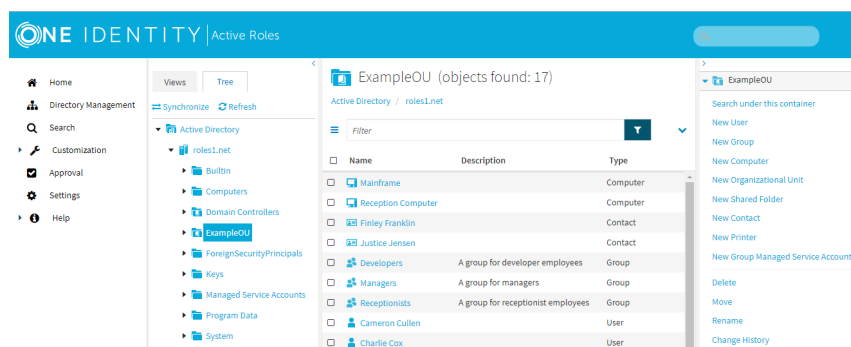 ONE IDENTITY Active Roles
Home
Directory Management
Search
Customization
Approval
Settings
Help
Views Tree
Synchronize Refresh
Active Directory
roles1.net
Builtin
Computers
Domain Controllers
ExampleOU
ForeignSecurityPrincipals
Keys
Managed Service Accounts
Program Data
System
ExampleOU (objects found: 17)
Active Directory / roles1.net
Filter
Name Description Type
Mainframe Computer
Reception Computer Computer
Finley Franklin Contact
Justice Jensen Contact
Developers A group for developer employees Group
Managers A group for managers Group
Receptionists A group for receptionist employees Group
Cameron Cullen User
Charlie Cox User
ExampleOU
Search under this container
New User
New Group
New Computer
New Organizational Unit
New Shared Folder
New Contact
New Printer
New Group Managed Service Account
Delete
Move
Rename
Change History